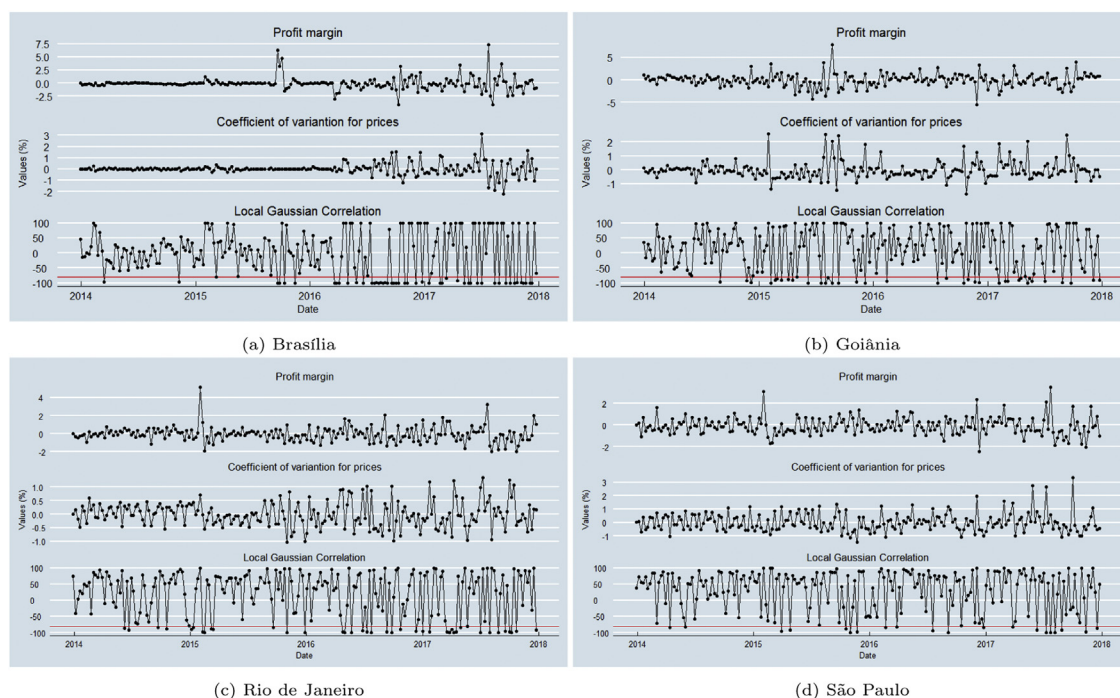 Profit margin
7.5
5.0
2.5
0.0
-2.5
Coefficient of variantion for prices
3
2
1
0
-1
-2
Values (%)
Local Gaussian Correlation
100
50
0
-50
-100
2014 2015 2016 2017 2018
Date
(a) Brasília
Profit margin
5
0
-5
Coefficient of variantion for prices
2
1
0
-1
Values (%)
Local Gaussian Correlation
100
50
0
-50
-100
2014 2015 2016 2017 2018
Date
(b) Goiânia
Profit margin
4
2
0
-2
Coefficient of variantion for prices
1.0
0.5
0.0
-0.5
-1.0
Values (%)
Local Gaussian Correlation
100
50
0
-50
-100
2014 2015 2016 2017 2018
Date
(c) Rio de Janeiro
Profit margin
2
0
-2
Coefficient of variantion for prices
3
2
1
0
-1
Values (%)
Local Gaussian Correlation
100
50
0
-50
-100
2014 2015 2016 2017 2018
Date
(d) São Paulo